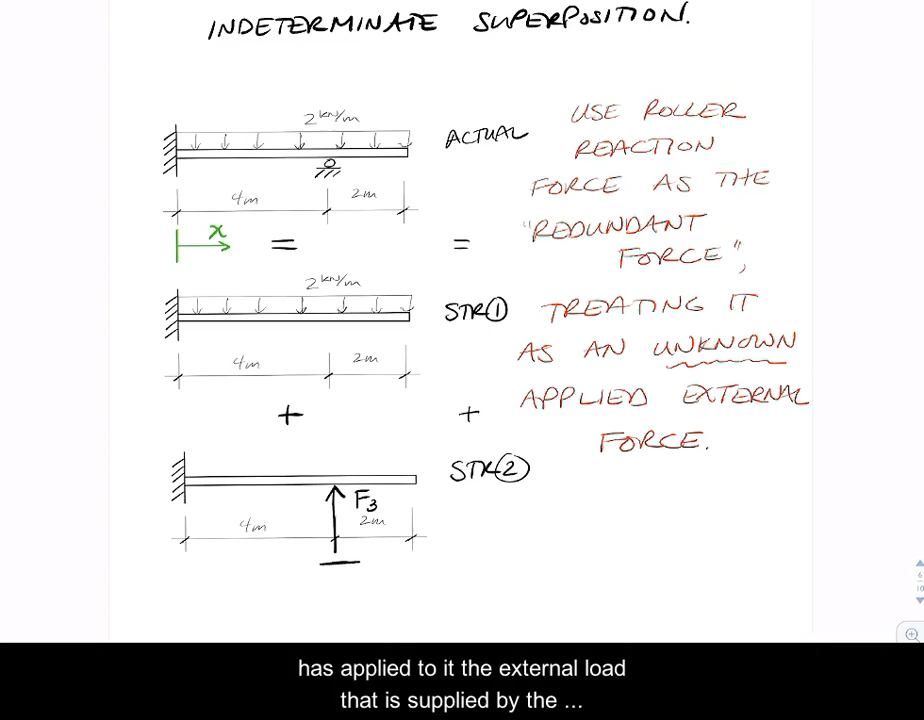 INDETERMINATE SUPERPOSITION.
2 kN/m
ACTUAL
4m
2m
x
=
=
2 kN/m
STR①
4m
2m
+
+
STR②
F3
4m
2m
USE ROLLER
REACTION
FORCE AS THE
"REDUNDANT
FORCE",
TREATING IT
AS AN UNKNOWN
APPLIED EXTERNAL
FORCE.
6
10
has applied to it the external load
that is supplied by the ...